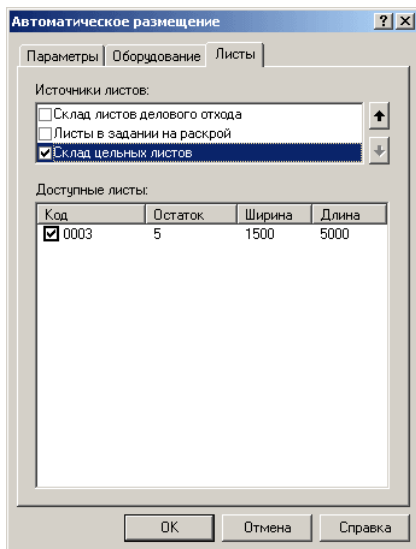 Автоматическое размещение
Параметры Оборудование Листы
Источники листов:
Склад листов делового отхода
Листы в задании на раскрой
Склад цельных листов
Доступные листы:
Код Остаток Ширина Длина
0003 5 1500 5000
OK Отмена Справка